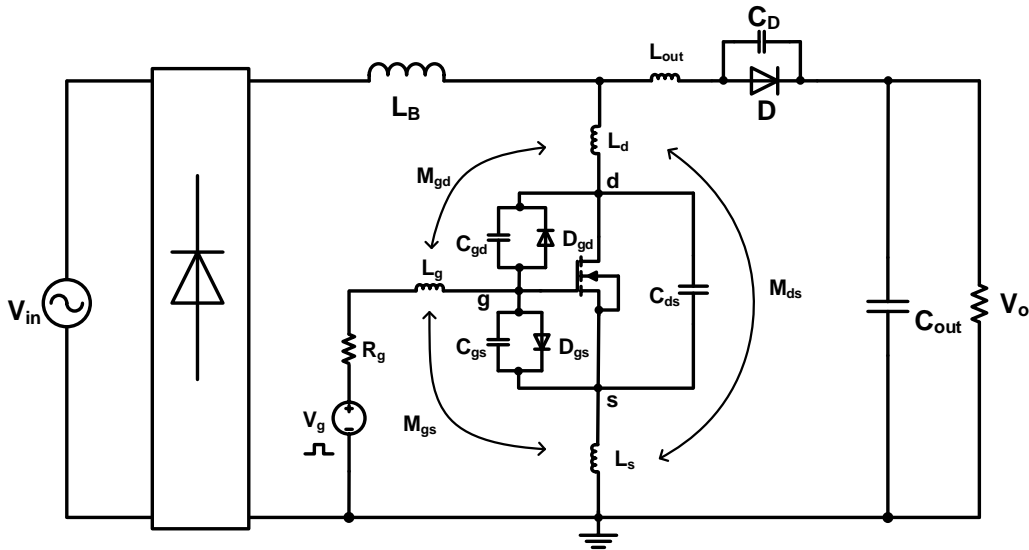 C_D
L_out
L_B
D
L_d
M_gd
d
C_gd
D_gd
L_g
g
C_ds
M_ds
V_in
C_out
V_o
R_g
C_gs
D_gs
s
M_gs
V_g
L_s